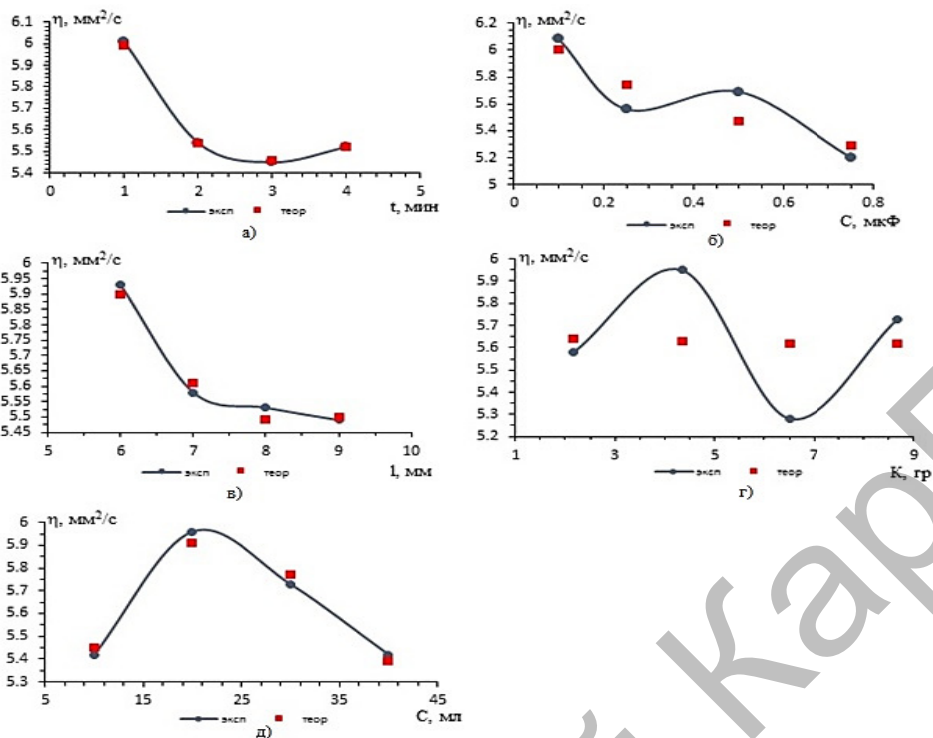 η, мм²/с
6.1
6
5.9
5.8
5.7
5.6
5.5
5.4
0 1 2 3 4 5
t, мин
эксп теор
а)
η, мм²/с
6.2
6
5.8
5.6
5.4
5.2
5
0 0.2 0.4 0.6 0.8
С, мкФ
эксп теор
б)
η, мм²/с
5.95
5.9
5.85
5.8
5.75
5.7
5.65
5.6
5.55
5.5
5.45
5 6 7 8 9 10
l, мм
эксп теор
в)
η, мм²/с
6
5.9
5.8
5.7
5.6
5.5
5.4
5.3
5.2
1 3 5 7 9
К, гр
эксп теор
г)
η, мм²/с
6
5.9
5.8
5.7
5.6
5.5
5.4
5.3
5 15 25 35 45
С, мл
эксп теор
д)